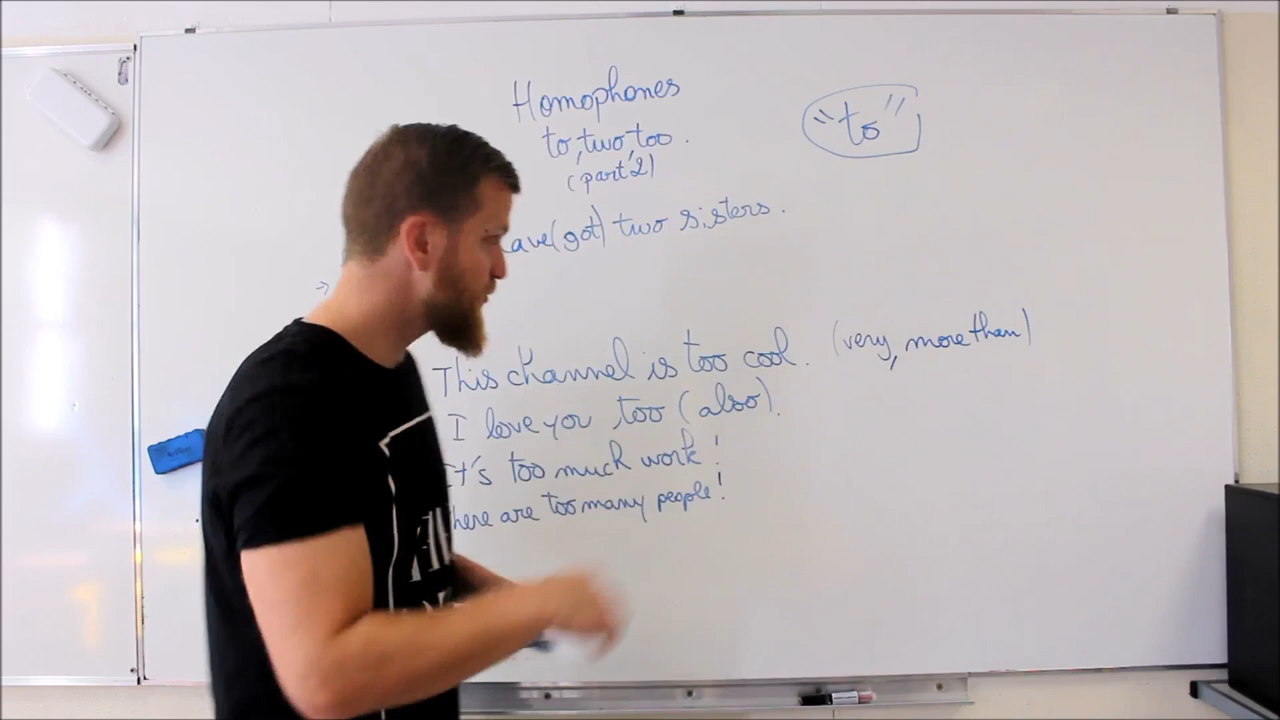 Homophones
to, two, too.
(part 2)
"to"
ave (got) two sisters.
This channel is too cool. (very, more than)
I love you too (also).
It's too much work!
here are too many people!